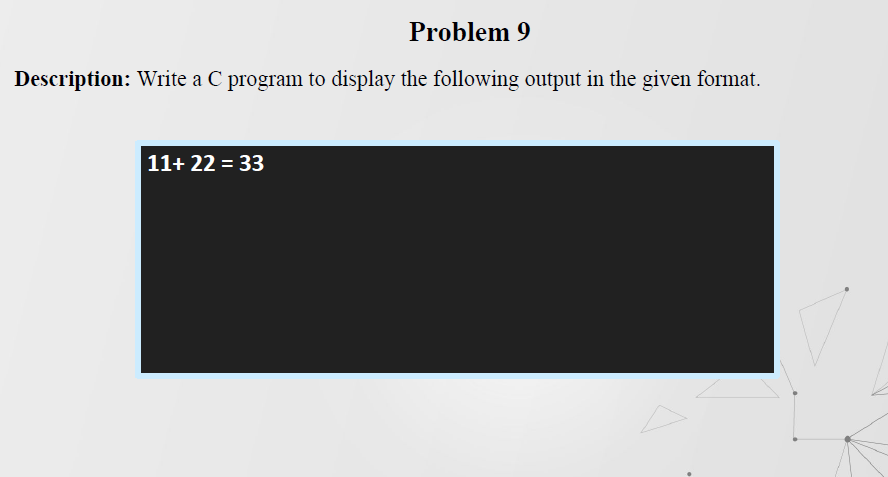 Problem 9
Description: Write a C program to display the following output in the given format.
11+ 22 = 33